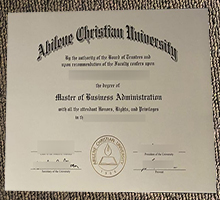 Abilene Christian University
By the authority of the Board of Trustees and
upon recommendation of the Faculty confers upon
the degree of
Master of Business Administration
with all the attendant Honors, Rights, and Privileges